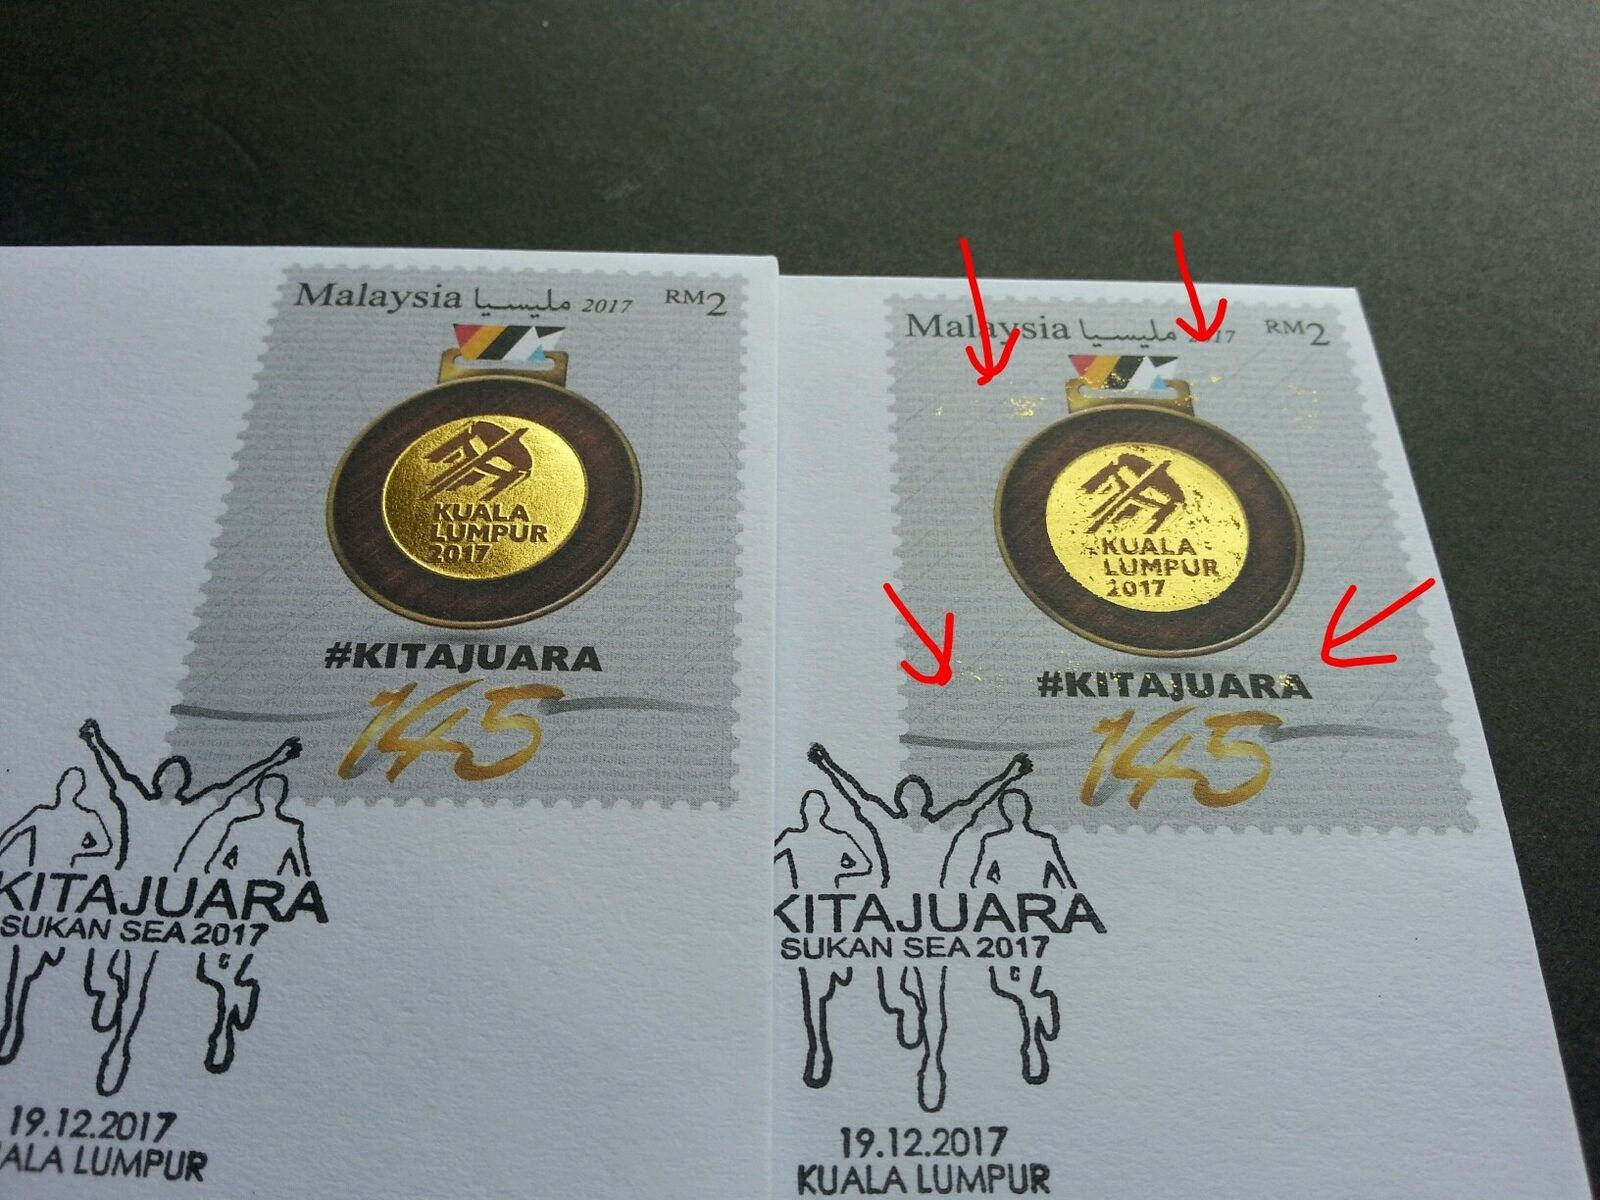 Malaysia مليسيا 2017 RM2
KUALA
LUMPUR
2017
#KITAJUARA
145
KITAJUARA
SUKAN SEA 2017
19.12.2017
ALA LUMPUR
Malaysia مليسيا 2017 RM2
KUALA
LUMPUR
2017
#KITAJUARA
145
KITAJUARA
SUKAN SEA 2017
19.12.2017
KUALA LUMPUR